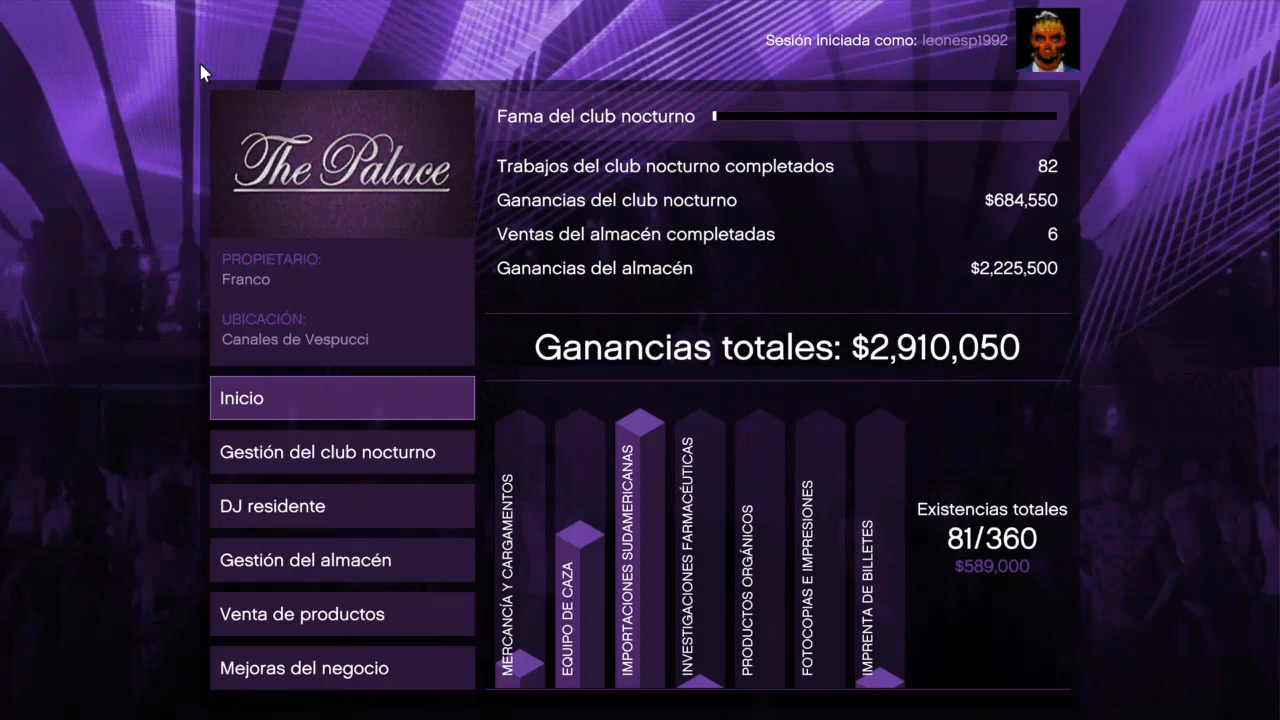 Sesión iniciada como: leonesp1992
The Palace
PROPIETARIO:
Franco
UBICACIÓN:
Canales de Vespucci
Inicio
Gestión del club nocturno
DJ residente
Gestión del almacén
Venta de productos
Mejoras del negocio
Fama del club nocturno
Trabajos del club nocturno completados 82
Ganancias del club nocturno $684,550
Ventas del almacén completadas 6
Ganancias del almacén $2,225,500
Ganancias totales: $2,910,050
MERCANCÍA Y CARGAMENTOS
EQUIPO DE CAZA
IMPORTACIONES SUDAMERICANAS
INVESTIGACIONES FARMACÉUTICAS
PRODUCTOS ORGÁNICOS
FOTOCOPIAS E IMPRESIONES
IMPRENTA DE BILLETES
Existencias totales
81/360
$589,000